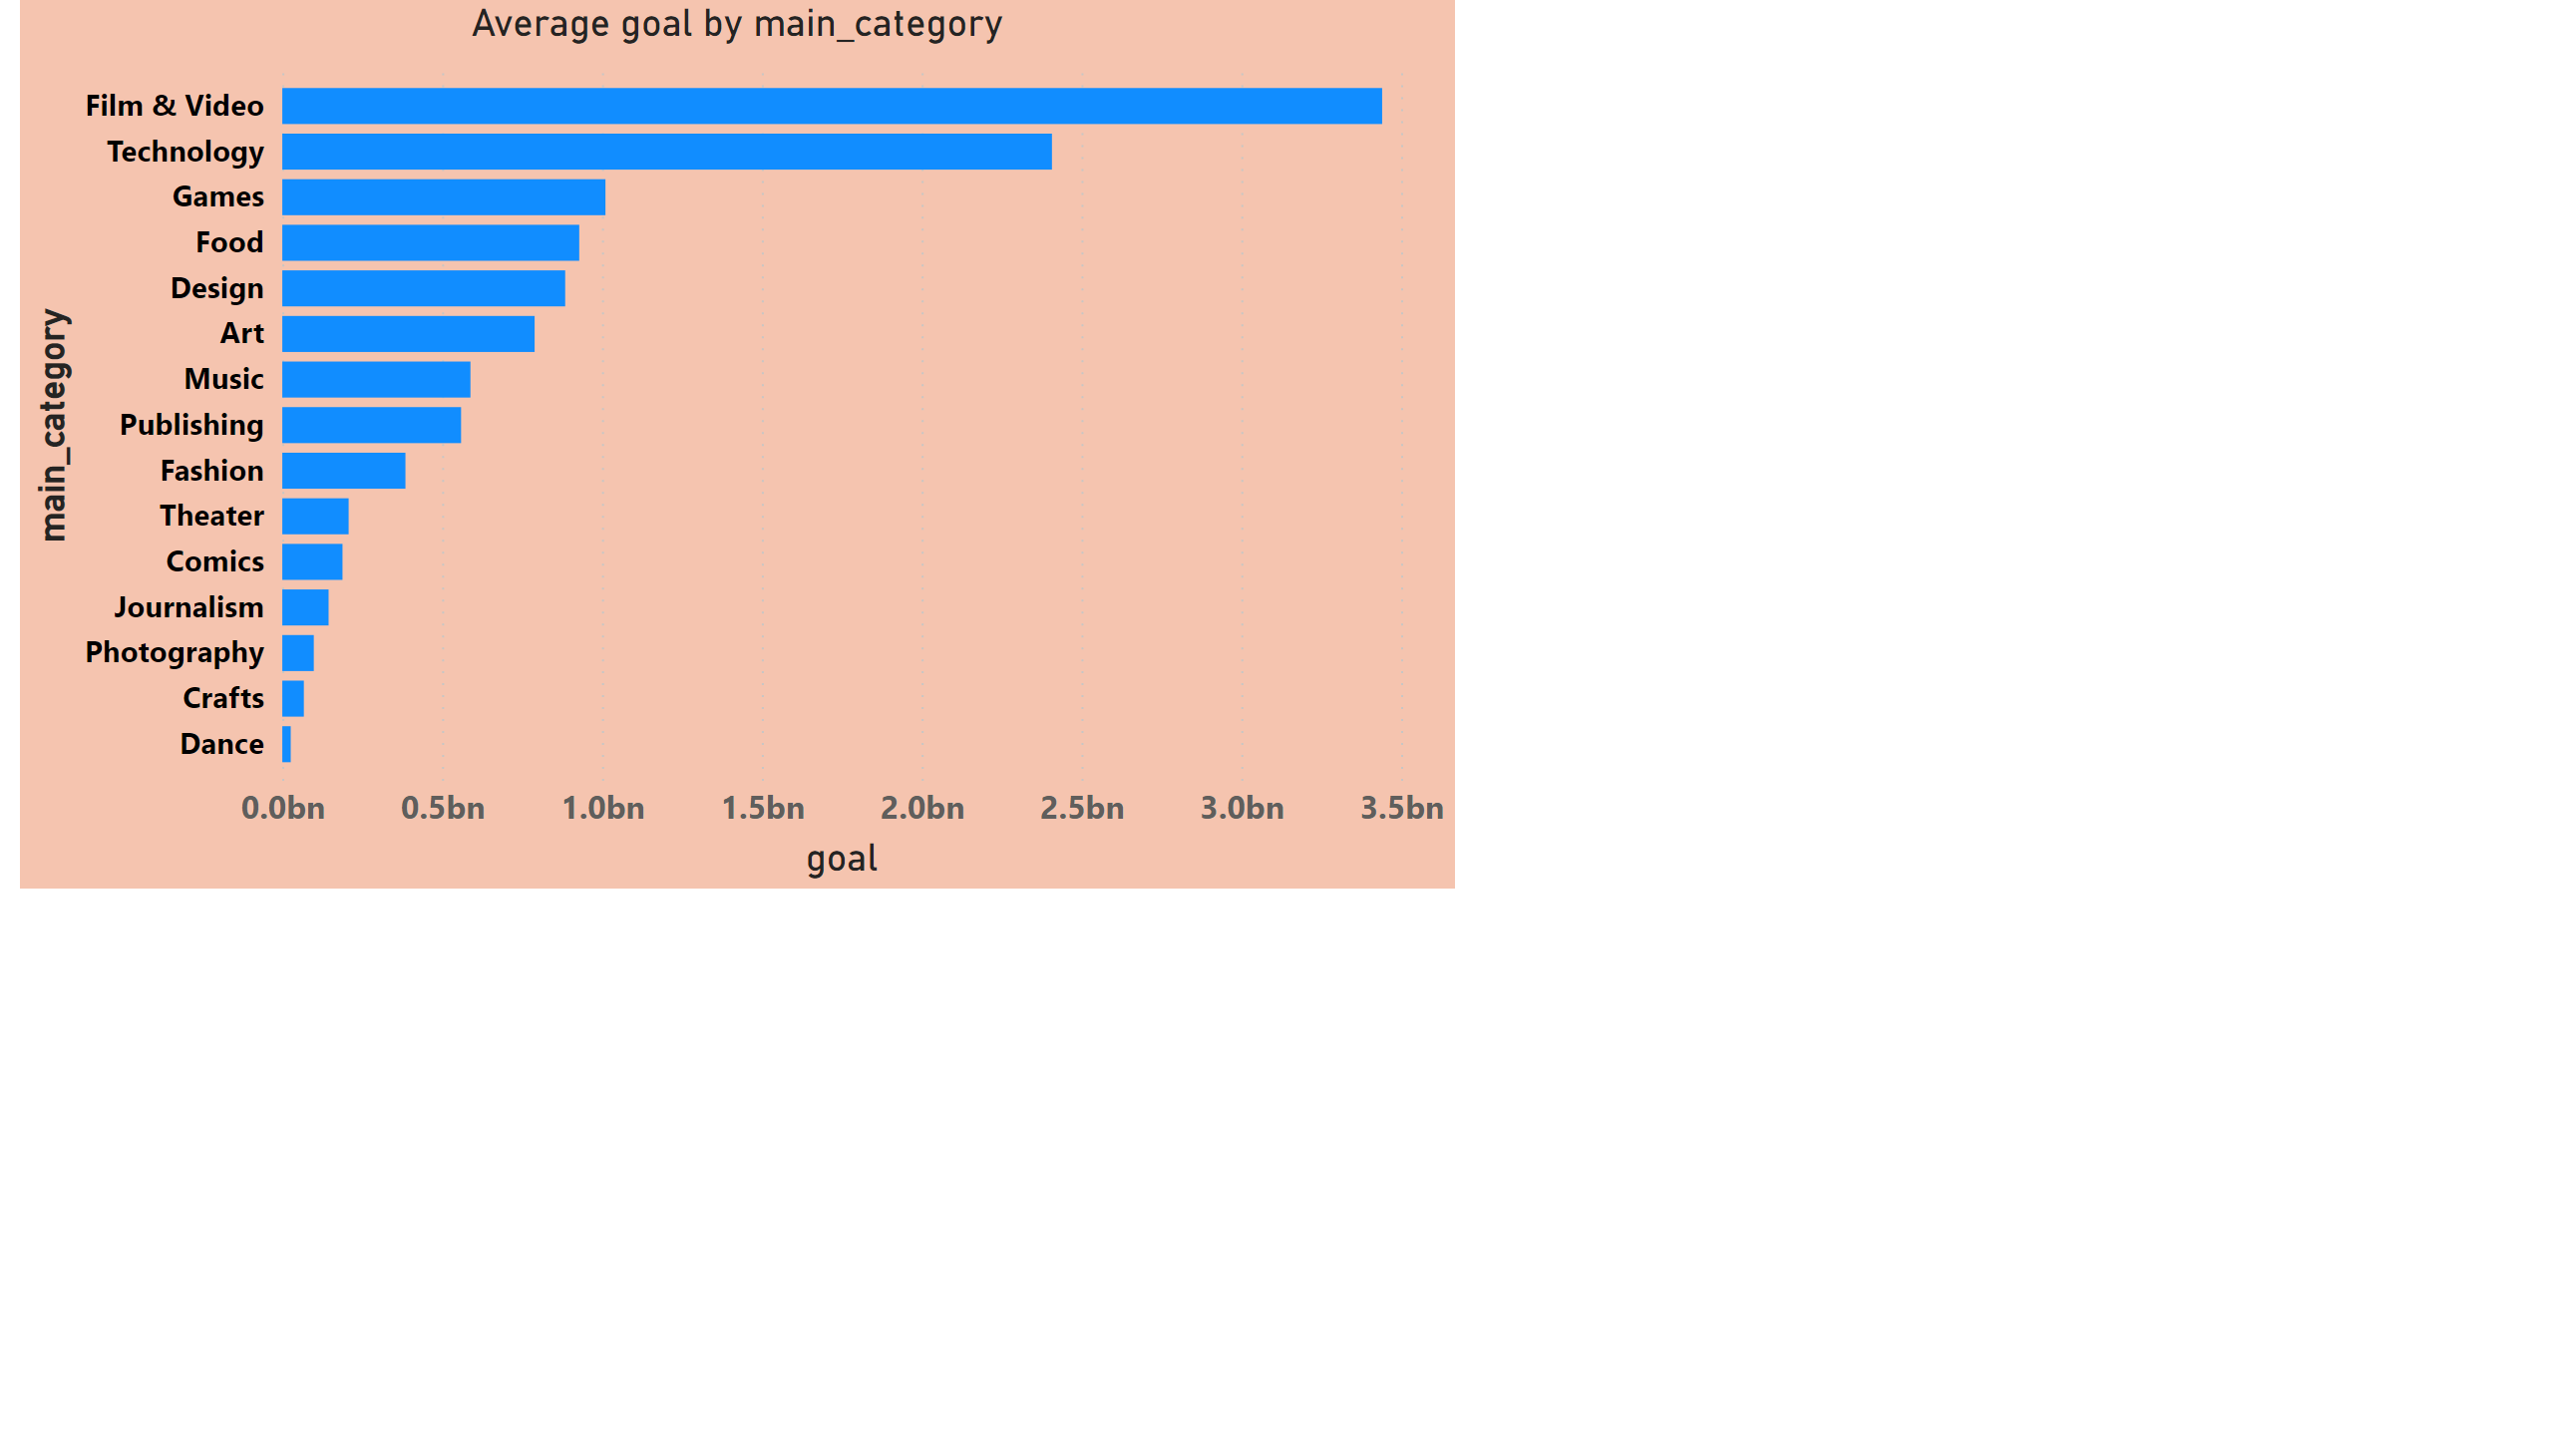 Average goal by main_category
main_category
Film & Video
Technology
Games
Food
Design
Art
Music
Publishing
Fashion
Theater
Comics
Journalism
Photography
Crafts
Dance
0.0bn 0.5bn 1.0bn 1.5bn 2.0bn 2.5bn 3.0bn 3.5bn
goal